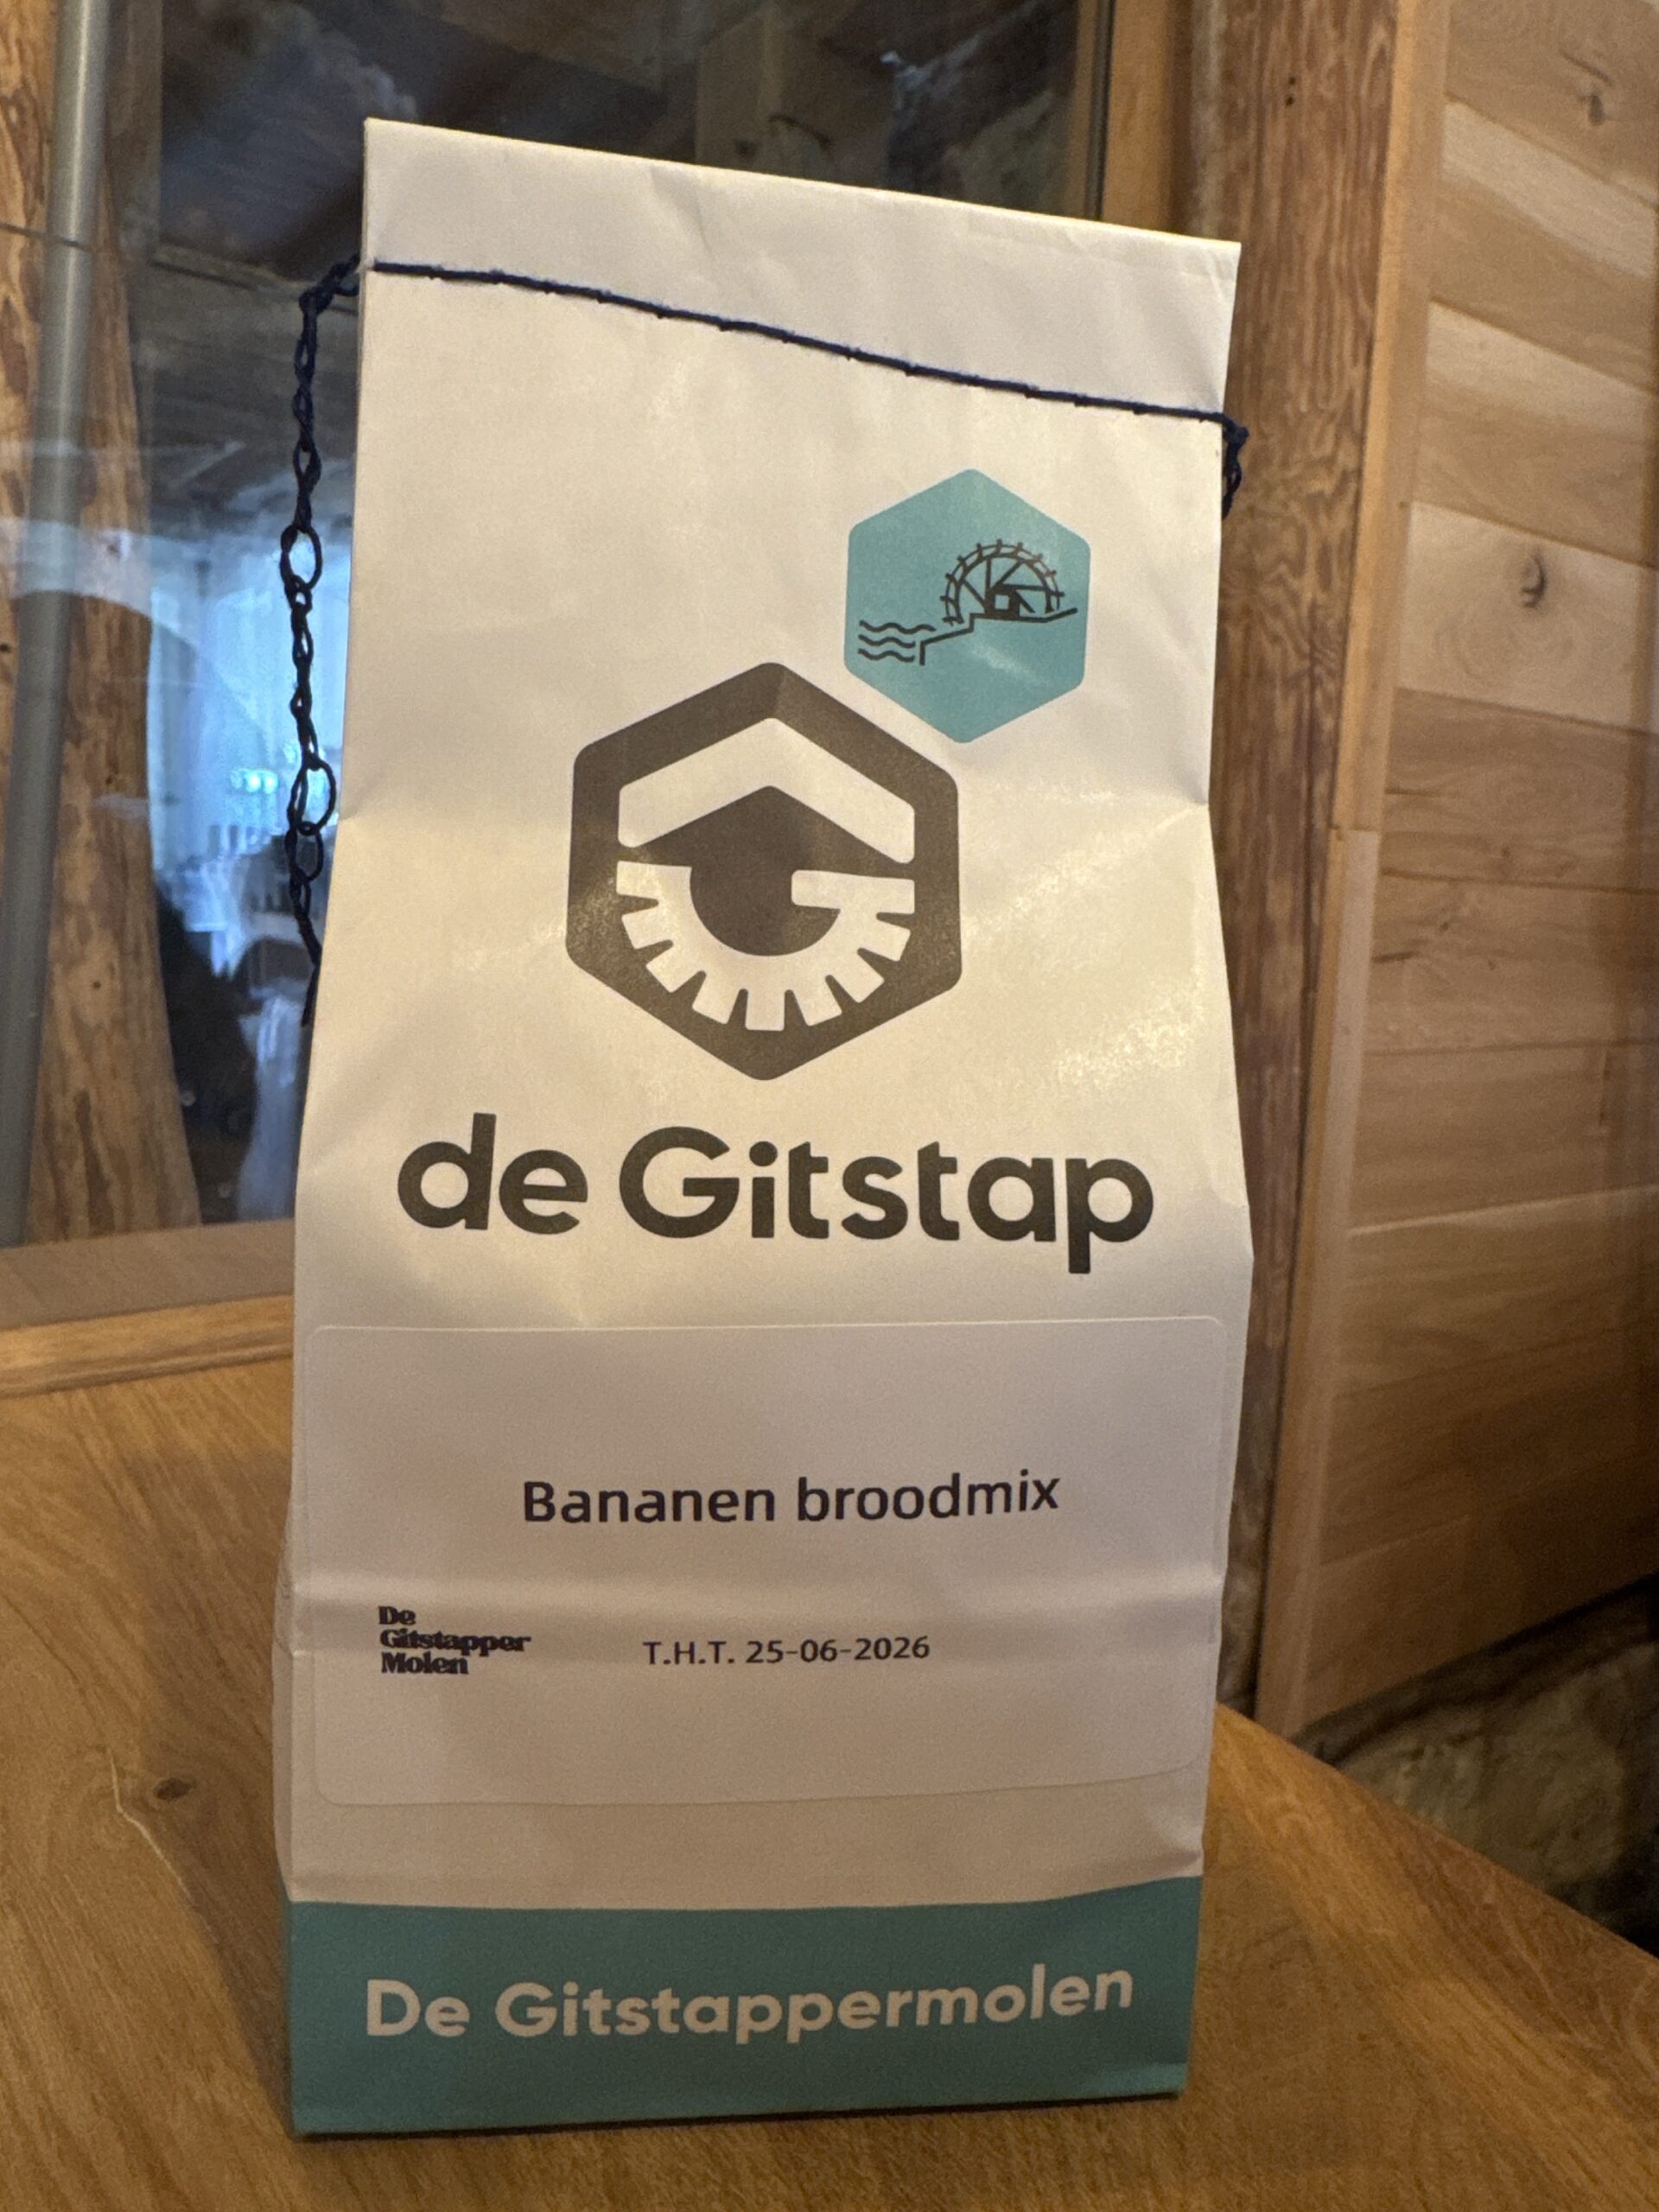 de Gitstap
Bananen broodmix
De
Gitstapper
Molen
T.H.T. 25-06-2026
De Gitstappermolen